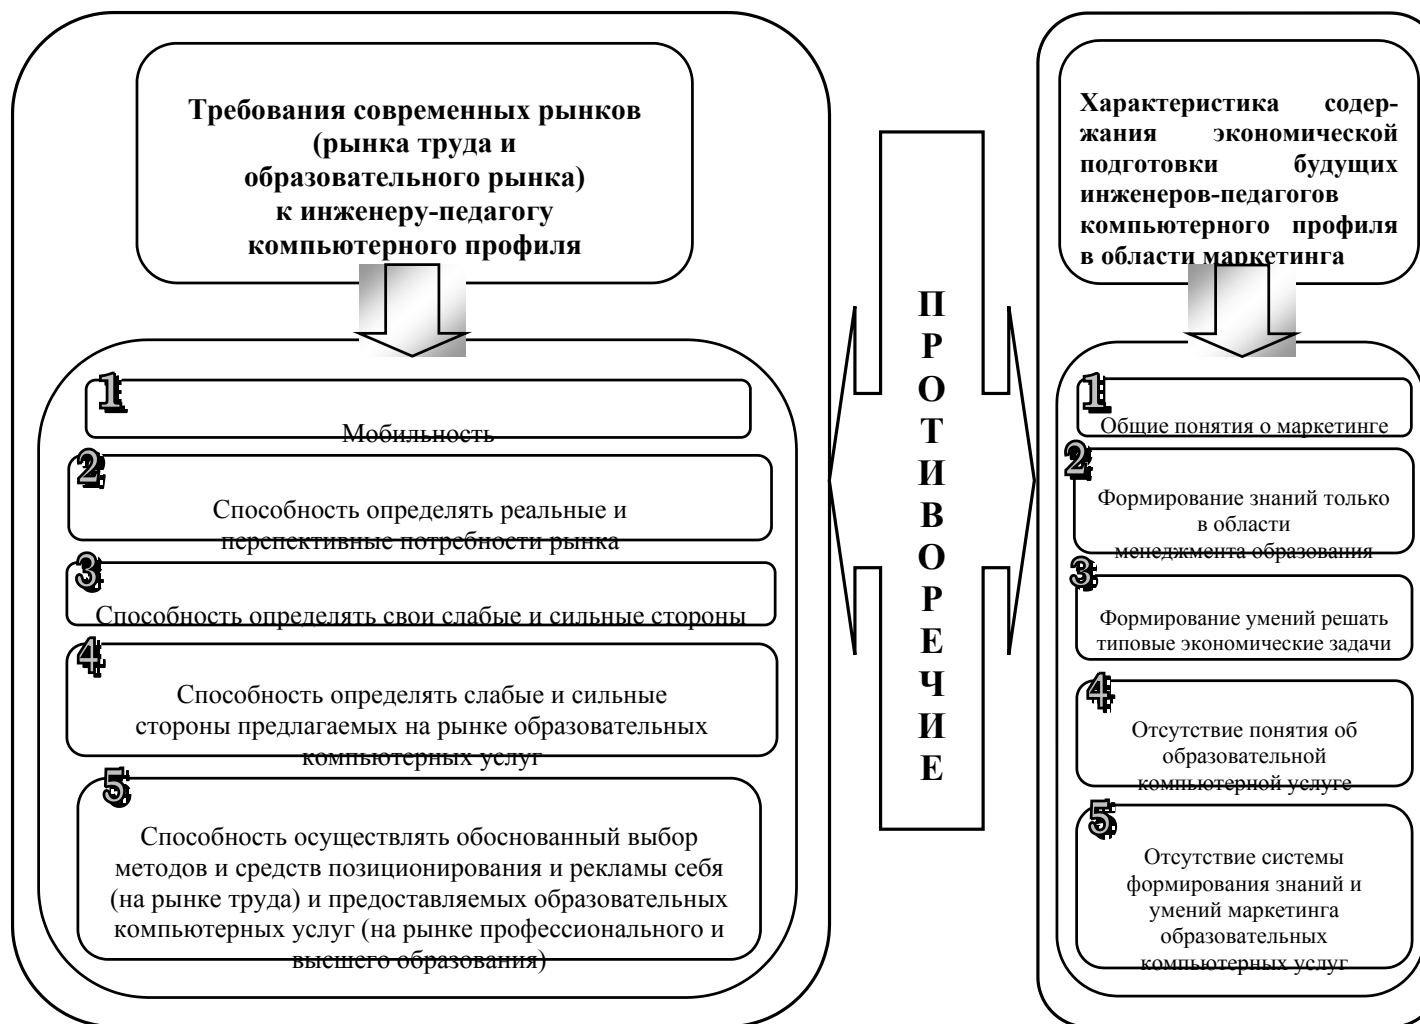 Требования современных рынков
(рынка труда и
образовательного рынка)
к инженеру-педагогу
компьютерного профиля
1
Мобильность
2
Способность определять реальные и
перспективные потребности рынка
3
Способность определять свои слабые и сильные стороны
4
Способность определять слабые и сильные
стороны предлагаемых на рынке образовательных
компьютерных услуг
5
Способность осуществлять обоснованный выбор
методов и средств позиционирования и рекламы себя
(на рынке труда) и предоставляемых образовательных
компьютерных услуг (на рынке профессионального и
высшего образования)
П
Р
О
Т
И
В
О
Р
Е
Ч
И
Е
Характеристика содер-
жания экономической
подготовки будущих
инженеров-педагогов
компьютерного профиля
в области маркетинга
1
Общие понятия о маркетинге
2
Формирование знаний только
в области
менеджмента образования
3
Формирование умений решать
типовые экономические задачи
4
Отсутствие понятия об
образовательной
компьютерной услуге
5
Отсутствие системы
формирования знаний и
умений маркетинга
образовательных
компьютерных услуг